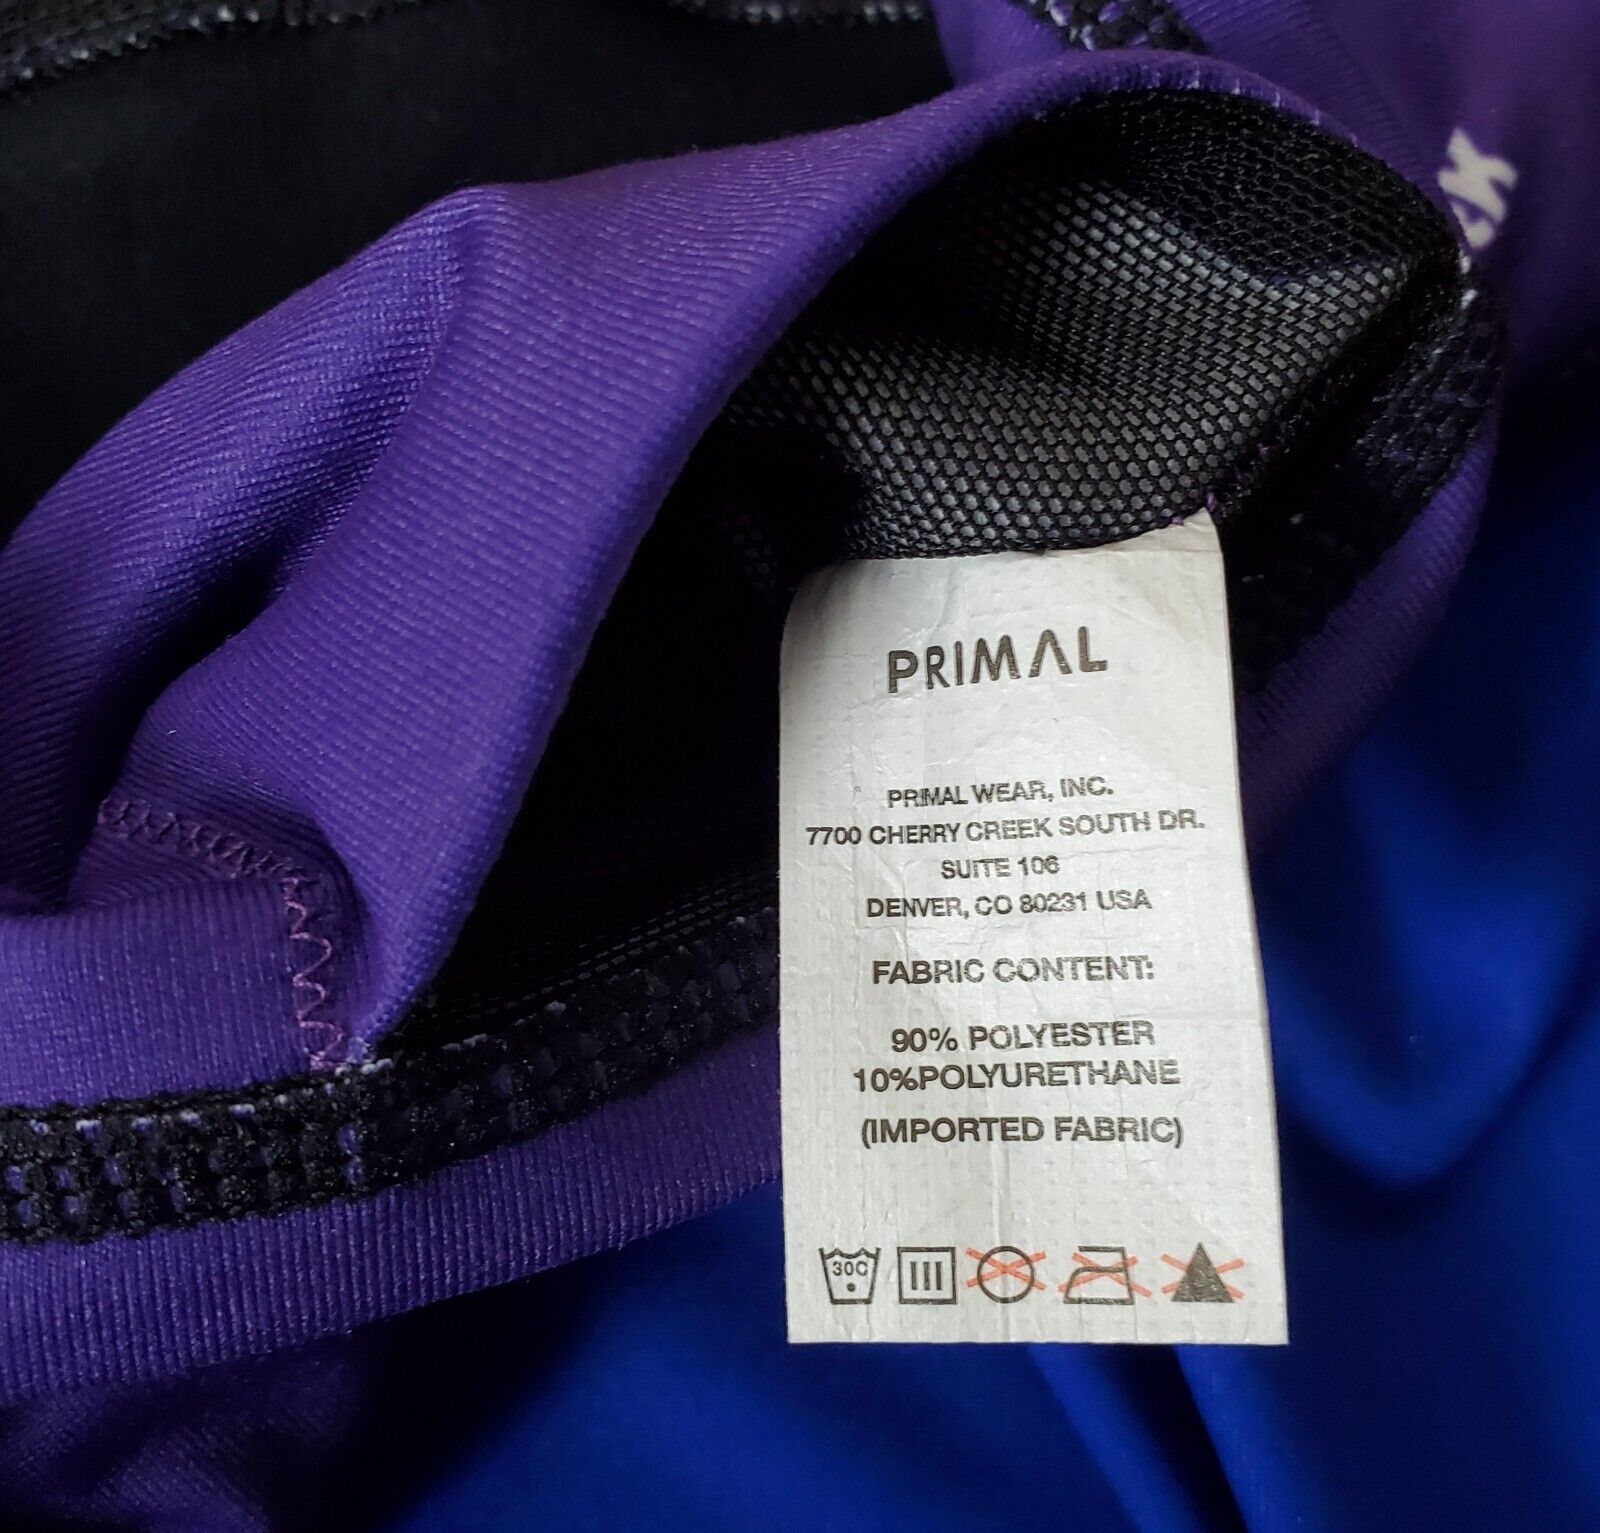 PRIMAL
PRIMAL WEAR, INC.
7700 CHERRY CREEK SOUTH DR.
SUITE 106
DENVER, CO 80231 USA
FABRIC CONTENT:
90% POLYESTER
10%POLYURETHANE
(IMPORTED FABRIC)
30C